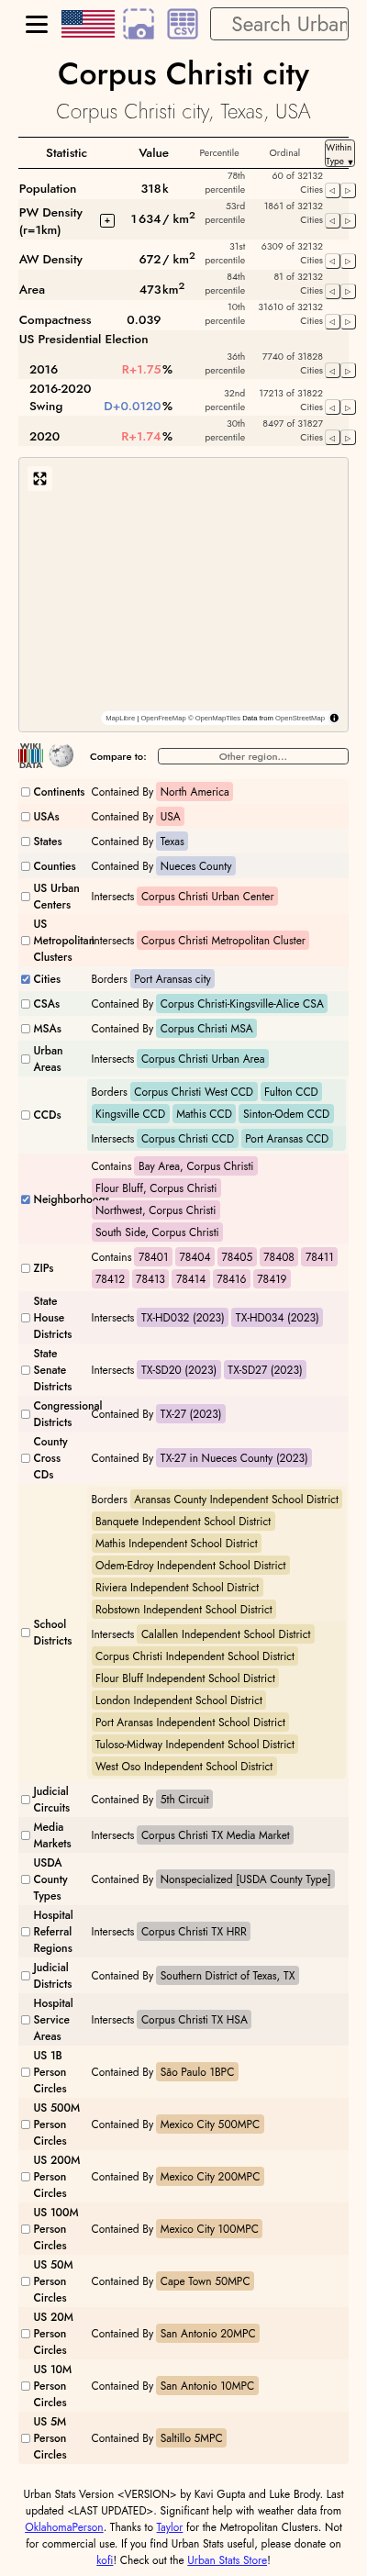 CSV
Search Urban
Corpus Christi city
Corpus Christi city, Texas, USA
Statistic Value Percentile Ordinal Within Type ▼
Population 318k 78th percentile 60 of 32132 Cities
PW Density (r=1km) + 1 634/ km2 53rd percentile 1861 of 32132 Cities
AW Density 672/ km2 31st percentile 6309 of 32132 Cities
Area 473km2 84th percentile 81 of 32132 Cities
Compactness 0.039 10th percentile 31610 of 32132 Cities
US Presidential Election
2016 R+1.75% 36th percentile 7740 of 31828 Cities
2016-2020 Swing D+0.0120% 32nd percentile 17213 of 31822 Cities
2020 R+1.74% 30th percentile 8497 of 31827 Cities
MapLibre | OpenFreeMap © OpenMapTiles Data from OpenStreetMap
WIKI DATA
Compare to: Other region...
Continents Contained By North America
USAs Contained By USA
States Contained By Texas
Counties Contained By Nueces County
US Urban Centers Intersects Corpus Christi Urban Center
US Metropolitan Clusters Intersects Corpus Christi Metropolitan Cluster
Cities Borders Port Aransas city
CSAs Contained By Corpus Christi-Kingsville-Alice CSA
MSAs Contained By Corpus Christi MSA
Urban Areas Intersects Corpus Christi Urban Area
CCDs Borders Corpus Christi West CCD Fulton CCD
Kingsville CCD Mathis CCD Sinton-Odem CCD
Intersects Corpus Christi CCD Port Aransas CCD
Neighborhoods Contains Bay Area, Corpus Christi
Flour Bluff, Corpus Christi
Northwest, Corpus Christi
South Side, Corpus Christi
ZIPs Contains 78401 78404 78405 78408 78411
78412 78413 78414 78416 78419
State House Districts Intersects TX-HD032 (2023) TX-HD034 (2023)
State Senate Districts Intersects TX-SD20 (2023) TX-SD27 (2023)
Congressional Districts Contained By TX-27 (2023)
County Cross CDs Contained By TX-27 in Nueces County (2023)
School Districts Borders Aransas County Independent School District
Banquete Independent School District
Mathis Independent School District
Odem-Edroy Independent School District
Riviera Independent School District
Robstown Independent School District
Intersects Calallen Independent School District
Corpus Christi Independent School District
Flour Bluff Independent School District
London Independent School District
Port Aransas Independent School District
Tuloso-Midway Independent School District
West Oso Independent School District
Judicial Circuits Contained By 5th Circuit
Media Markets Intersects Corpus Christi TX Media Market
USDA County Types Contained By Nonspecialized [USDA County Type]
Hospital Referral Regions Intersects Corpus Christi TX HRR
Judicial Districts Contained By Southern District of Texas, TX
Hospital Service Areas Intersects Corpus Christi TX HSA
US 1B Person Circles Contained By São Paulo 1BPC
US 500M Person Circles Contained By Mexico City 500MPC
US 200M Person Circles Contained By Mexico City 200MPC
US 100M Person Circles Contained By Mexico City 100MPC
US 50M Person Circles Contained By Cape Town 50MPC
US 20M Person Circles Contained By San Antonio 20MPC
US 10M Person Circles Contained By San Antonio 10MPC
US 5M Person Circles Contained By Saltillo 5MPC
Urban Stats Version <VERSION> by Kavi Gupta and Luke Brody. Last
updated <LAST UPDATED>. Significant help with weather data from
OklahomaPerson. Thanks to Taylor for the Metropolitan Clusters. Not
for commercial use. If you find Urban Stats useful, please donate on
kofi! Check out the Urban Stats Store!